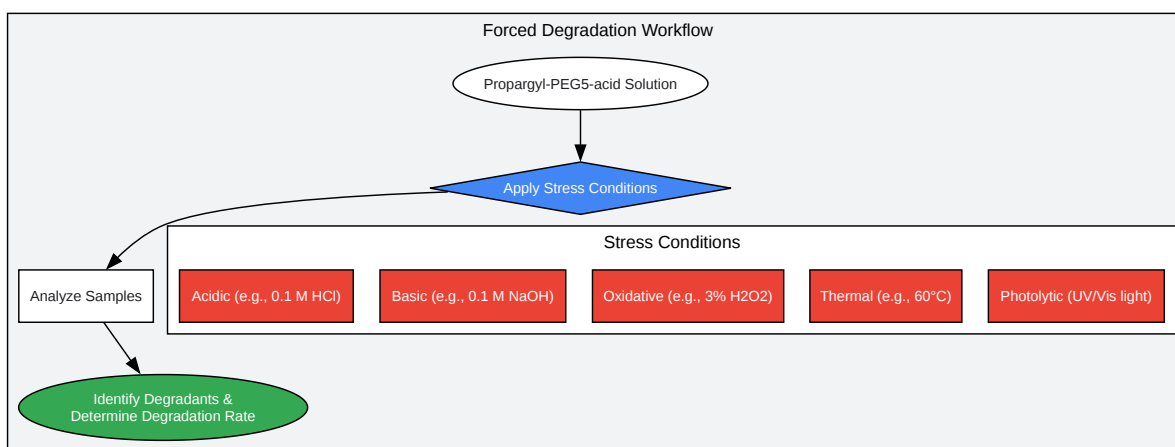 Forced Degradation Workflow
Propargyl-PEG5-acid Solution
Apply Stress Conditions
Stress Conditions
Analyze Samples
Acidic (e.g., 0.1 M HCl)
Basic (e.g., 0.1 M NaOH)
Oxidative (e.g., 3% H2O2)
Thermal (e.g., 60°C)
Photolytic (UV/Vis light)
Identify Degradants &
Determine Degradation Rate